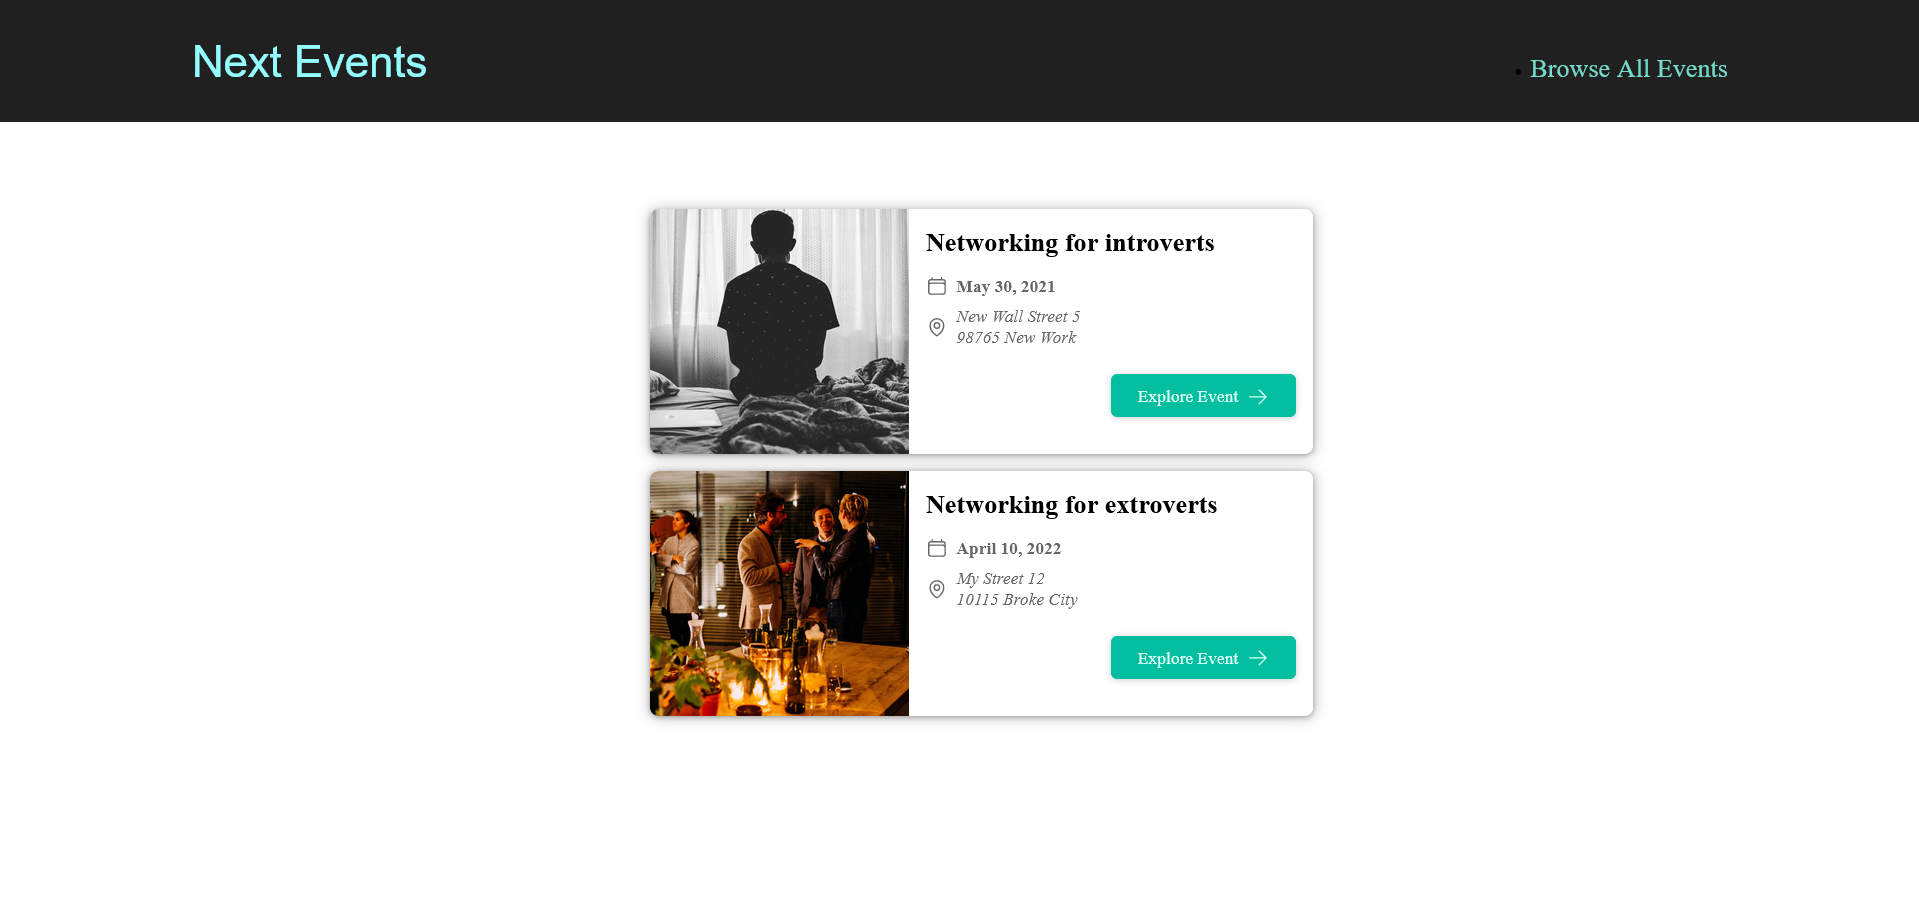 Next Events
Browse All Events
Networking for introverts
May 30, 2021
New Wall Street 5
98765 New Work
Explore Event
Networking for extroverts
April 10, 2022
My Street 12
10115 Broke City
Explore Event